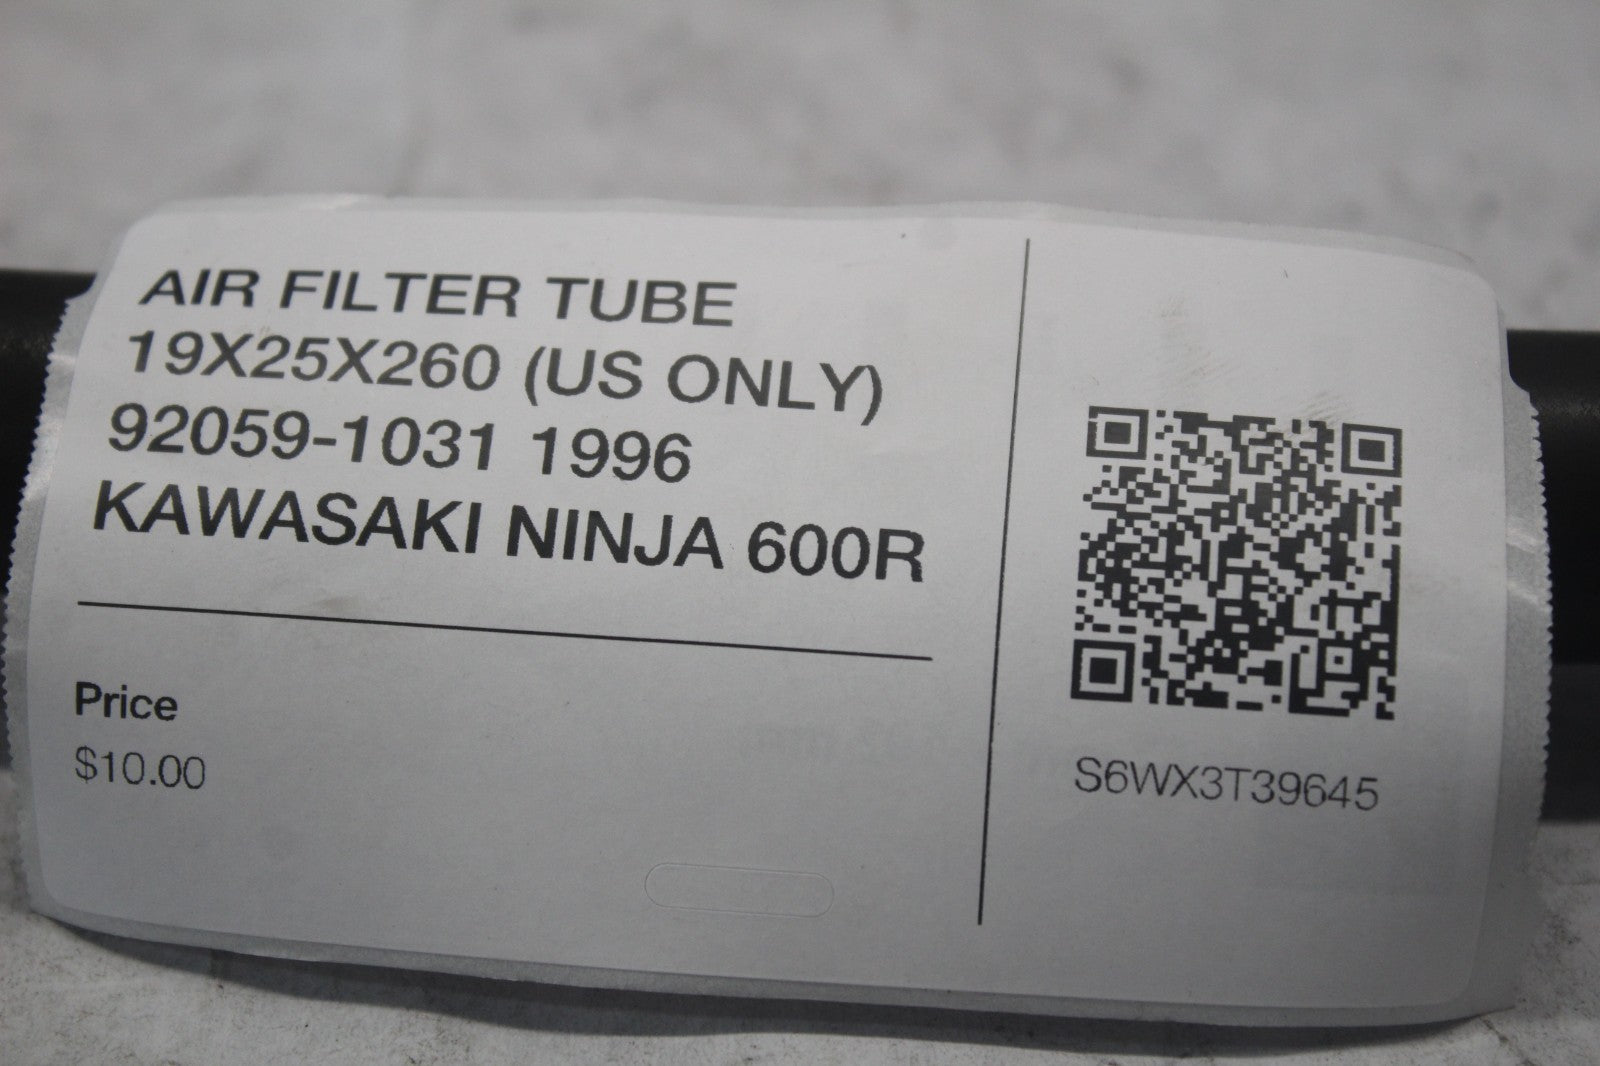 AIR FILTER TUBE
19X25X260 (US ONLY)
92059-1031 1996
KAWASAKI NINJA 600R
Price
$10.00
S6WX3T39645